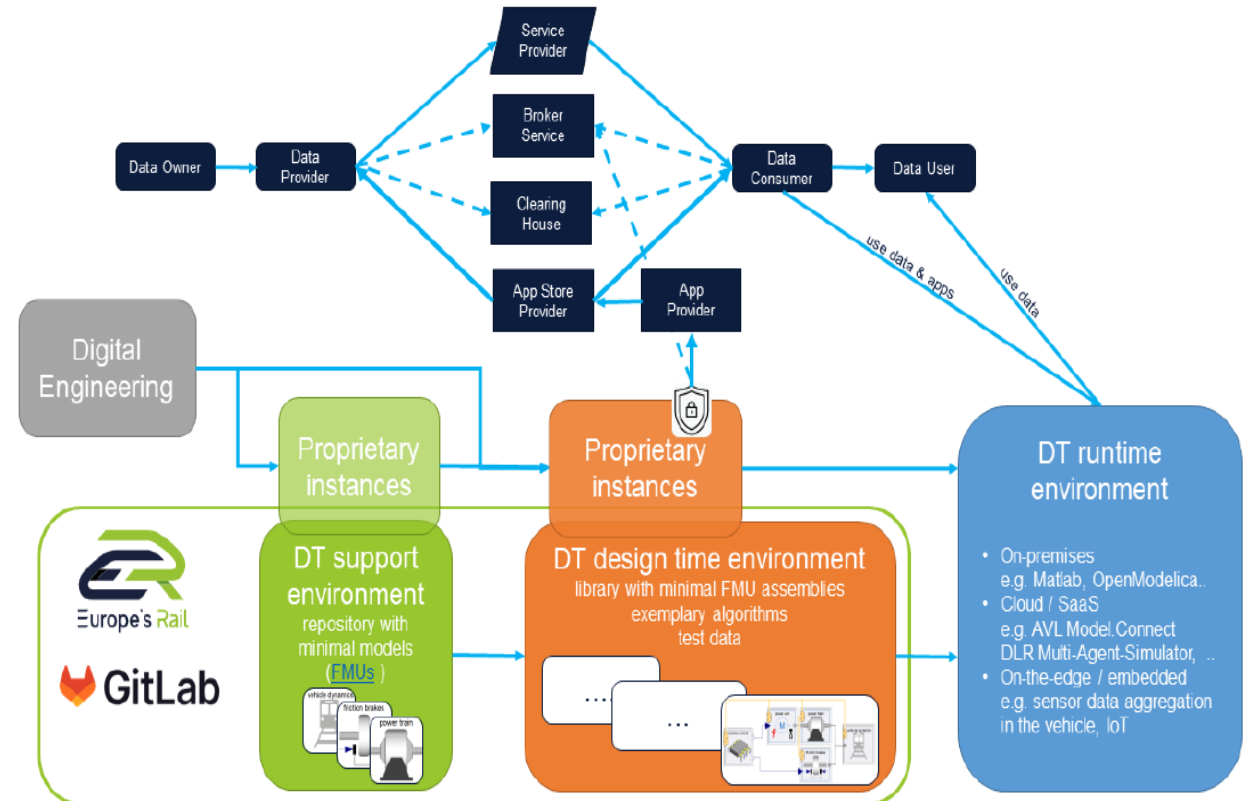 Service
Provider
Broker
Service
Data Owner
Data
Provider
Data
Consumer
Data User
Clearing
House
App Store
Provider
App
Provider
use data & apps
use data
Digital
Engineering
Proprietary
instances
Proprietary
instances
DT runtime
environment
• On-premises
e.g. Matlab, OpenModelica..
• Cloud / SaaS
e.g. AVL Model.Connect
DLR Multi-Agent-Simulator, ..
• On-the-edge / embedded
e.g. sensor data aggregation
in the vehicle, IoT
Europe's Rail
GitLab
DT support
environment
repository with
minimal models
(FMUs )
vehicle dynamics
friction brakes
power train
DT design time environment
library with minimal FMU assemblies
exemplary algorithms
test data
....
...